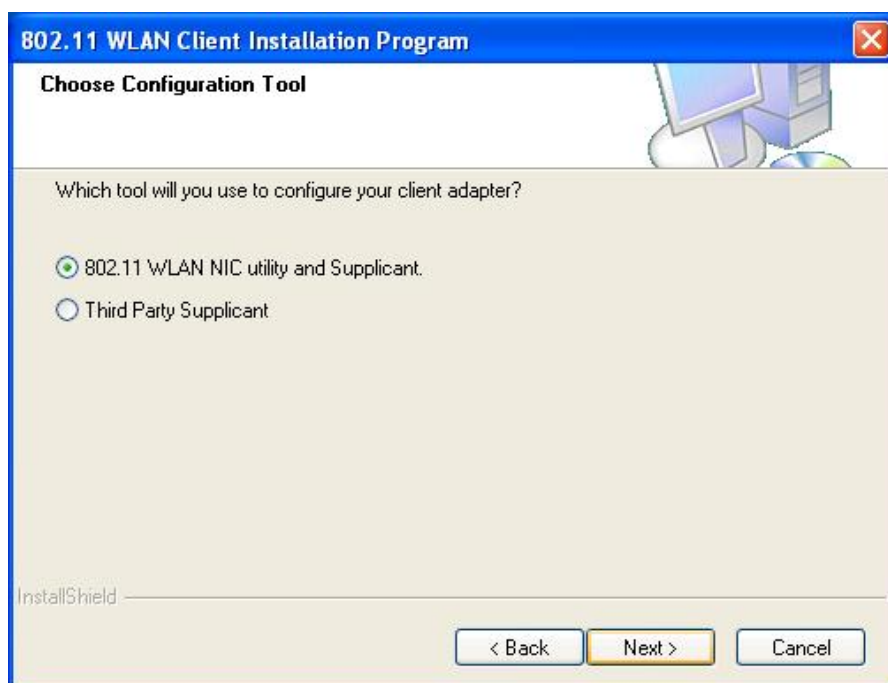 802.11 WLAN Client Installation Program
Choose Configuration Tool
Which tool will you use to configure your client adapter?
802.11 WLAN NIC utility and Supplicant.
Third Party Supplicant
InstallShield
< Back Next > Cancel